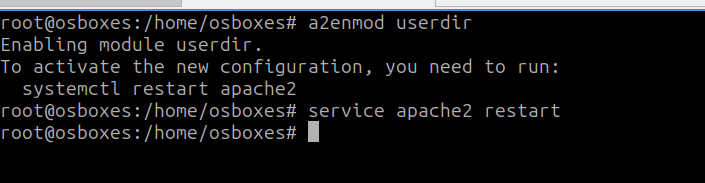 root@osboxes:/home/osboxes# a2enmod userdir
Enabling module userdir.
To activate the new configuration, you need to run:
  systemctl restart apache2
root@osboxes:/home/osboxes# service apache2 restart
root@osboxes:/home/osboxes#